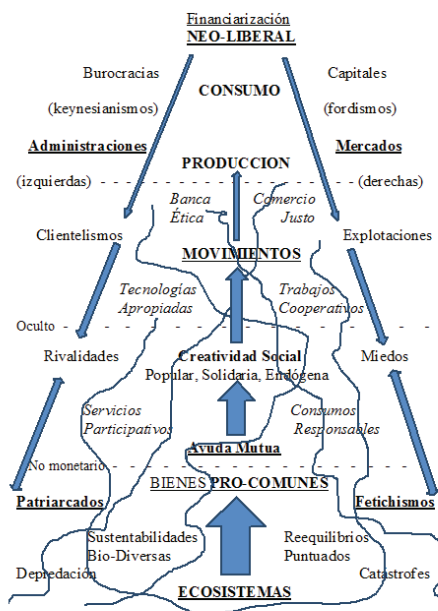 Financiarización
NEO-LIBERAL
Burocracias
Capitales
CONSUMO
(keynesianismos)
(fordismos)
Administraciones
Mercados
PRODUCCION
(izquierdas)
(derechas)
Banca
Ética
Comercio
Justo
Clientelismos
Explotaciones
MOVIMIENTOS
Tecnologías
Apropiadas
Trabajos
Cooperativos
Oculto
Rivalidades
Creatividad Social
Miedos
Popular, Solidaria, Endógena
Servicios
Participativos
Consumos
Responsables
Ayuda Mutua
No monetario
BIENES PRO-COMUNES
Patriarcados
Fetichismos
Sustentabilidades
Bio-Diversas
Reequilibrios
Puntuados
Depredación
Catástrofes
ECOSISTEMAS